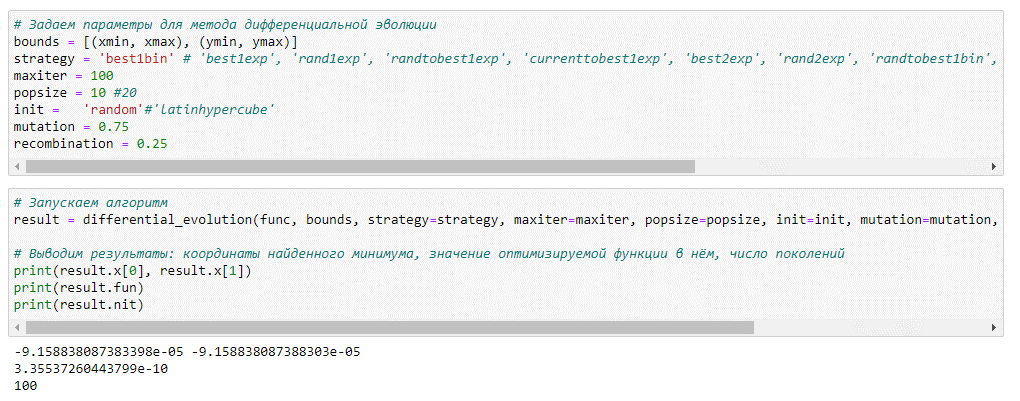 # Задаем параметры для метода дифференциальной эволюции
bounds = [(xmin, xmax), (ymin, ymax)]
strategy = 'best1bin' # 'best1exp', 'rand1exp', 'randtobest1exp', 'currenttobest1exp', 'best2exp', 'rand2exp', 'randtobest1bin',
maxiter = 100
popsize = 10 #20
init =   'random'#'latinhypercube'
mutation = 0.75
recombination = 0.25
# Запускаем алгоритм
result = differential_evolution(func, bounds, strategy=strategy, maxiter=maxiter, popsize=popsize, init=init, mutation=mutation,
# Выводим результаты: координаты найденного минимума, значение оптимизируемой функции в нём, число поколений
print(result.x[0], result.x[1])
print(result.fun)
print(result.nit)
-9.158838087383398e-05 -9.158838087388303e-05
3.35537260443799e-10
100